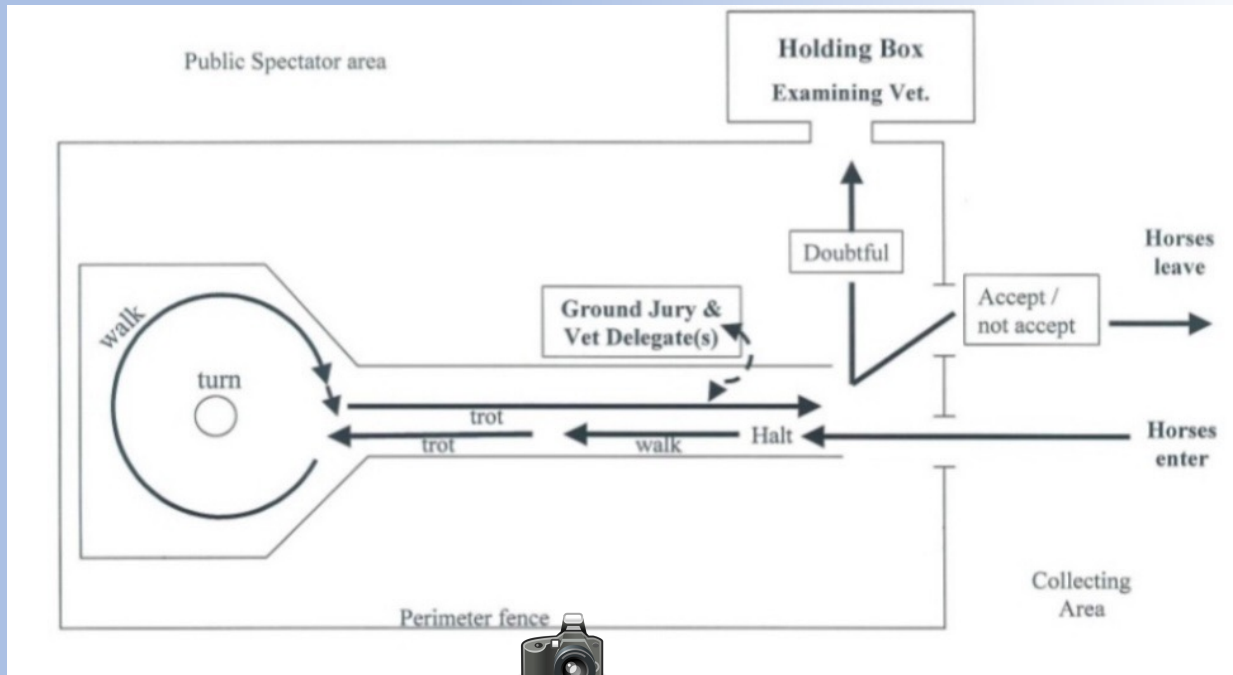 Public Spectator area
Holding Box
Examining Vet.
Doubtful
Horses
leave
Accept /
not accept
Ground Jury &
Vet Delegate(s)
walk
turn
trot
trot
walk
Halt
Horses
enter
Collecting
Area
Perimeter fence